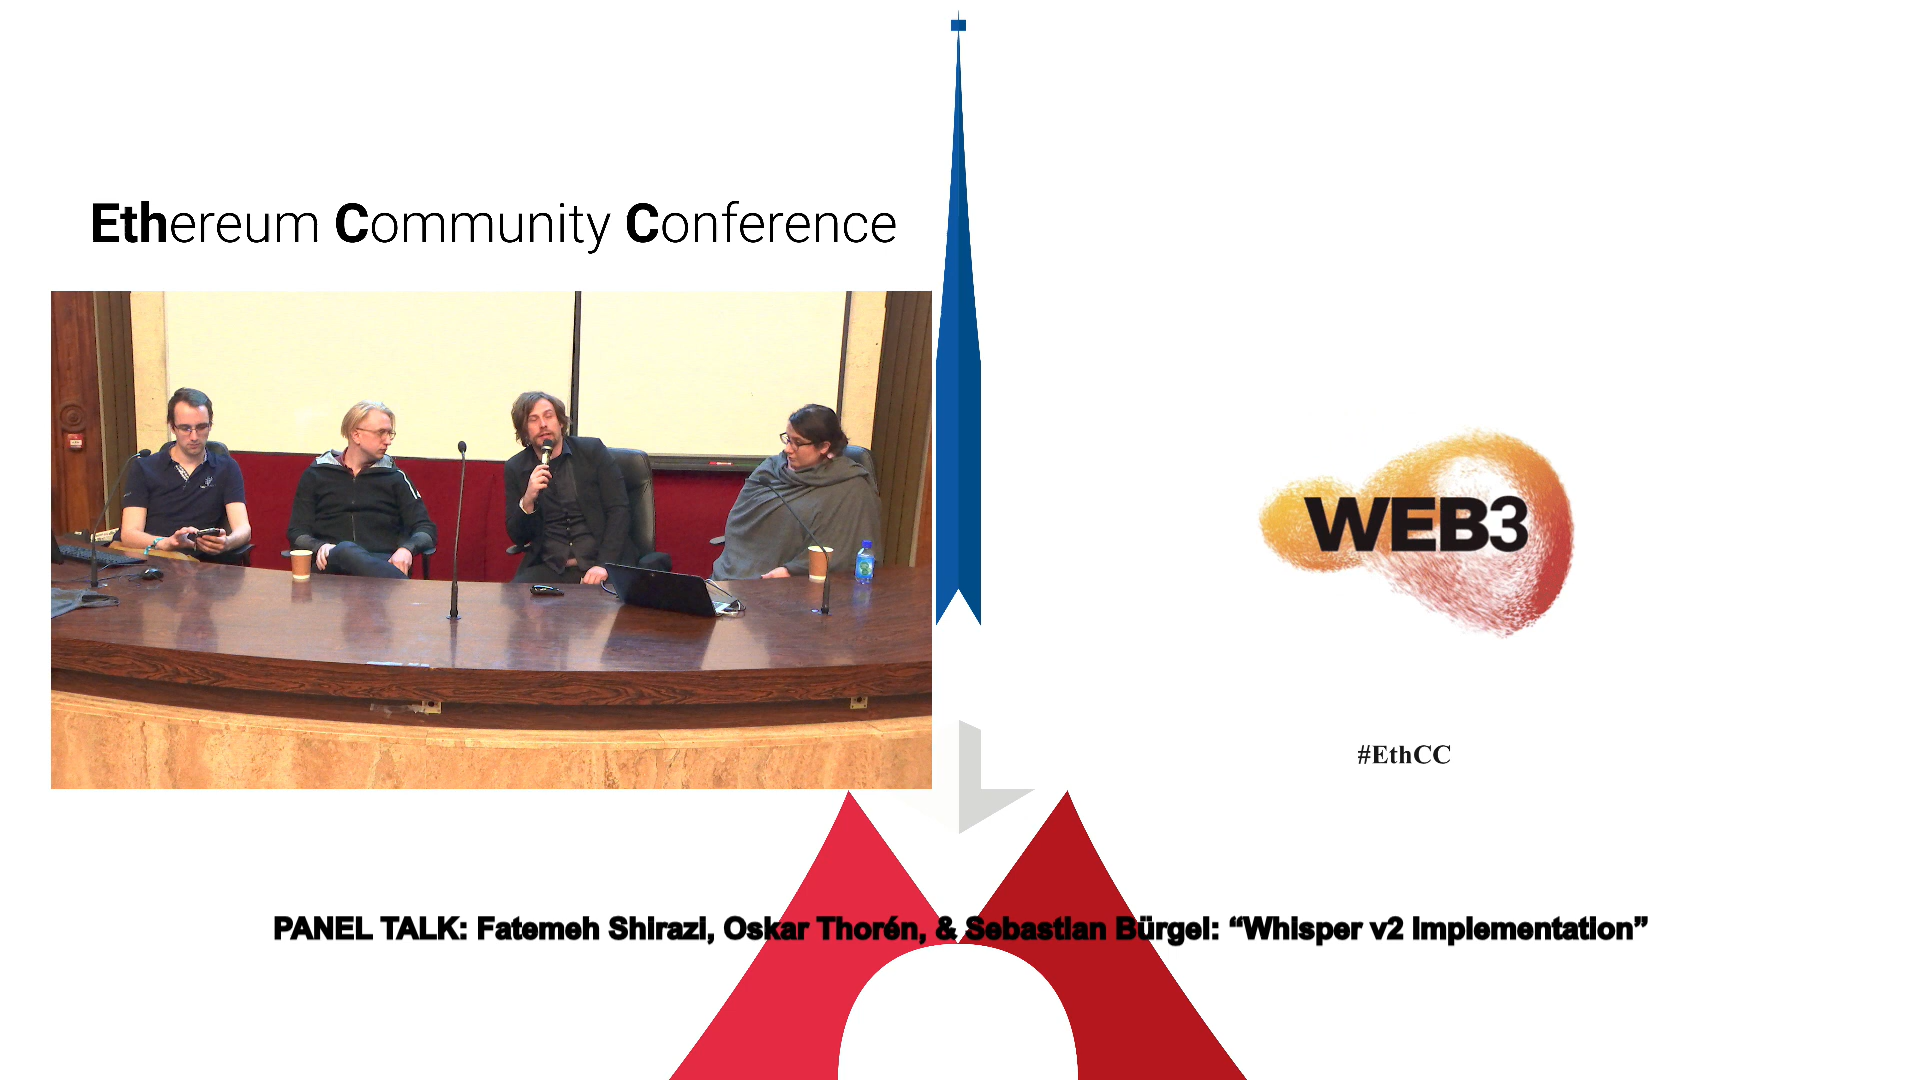 Ethereum Community Conference
WEB3
#EthCC
PANEL TALK: Fatemeh Shirazi, Oskar Thorén, & Sebastian Bürgel: “Whisper v2 Implementation”